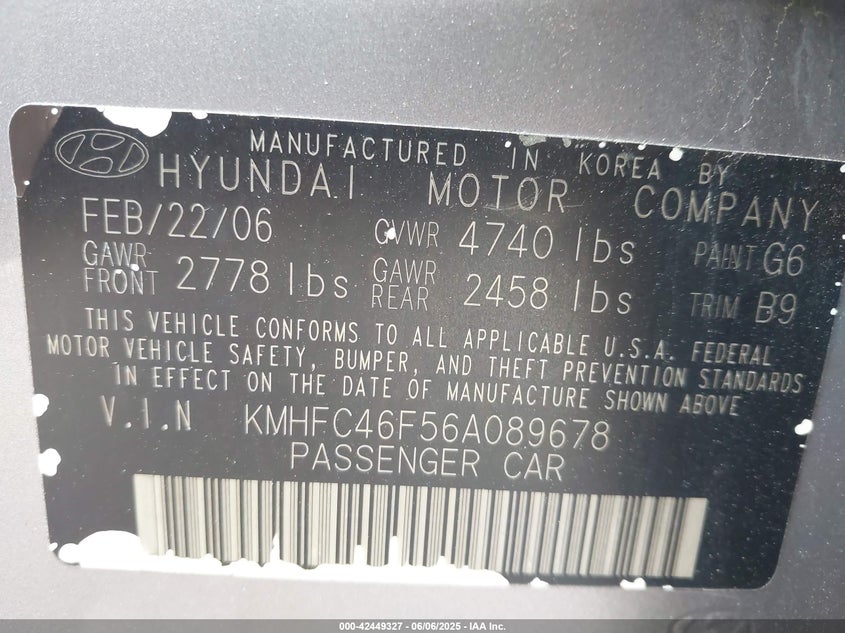 MANUFACTURED IN KOREA BY
HYUNDAI MOTOR COMPANY
FEB/22/06 GVWR 4740 lbs PAINT G6
GAWR FRONT 2778 lbs GAWR REAR 2458 lbs TRIM B9
THIS VEHICLE CONFORMS TO ALL APPLICABLE U.S.A. FEDERAL
MOTOR VEHICLE SAFETY, BUMPER, AND THEFT PREVENTION STANDARDS
IN EFFECT ON THE DATE OF MANUFACTURE SHOWN ABOVE
V.I.N KMHFC46F56A089678
PASSENGER CAR
000-42449327 - 06/06/2025 - IAA Inc.